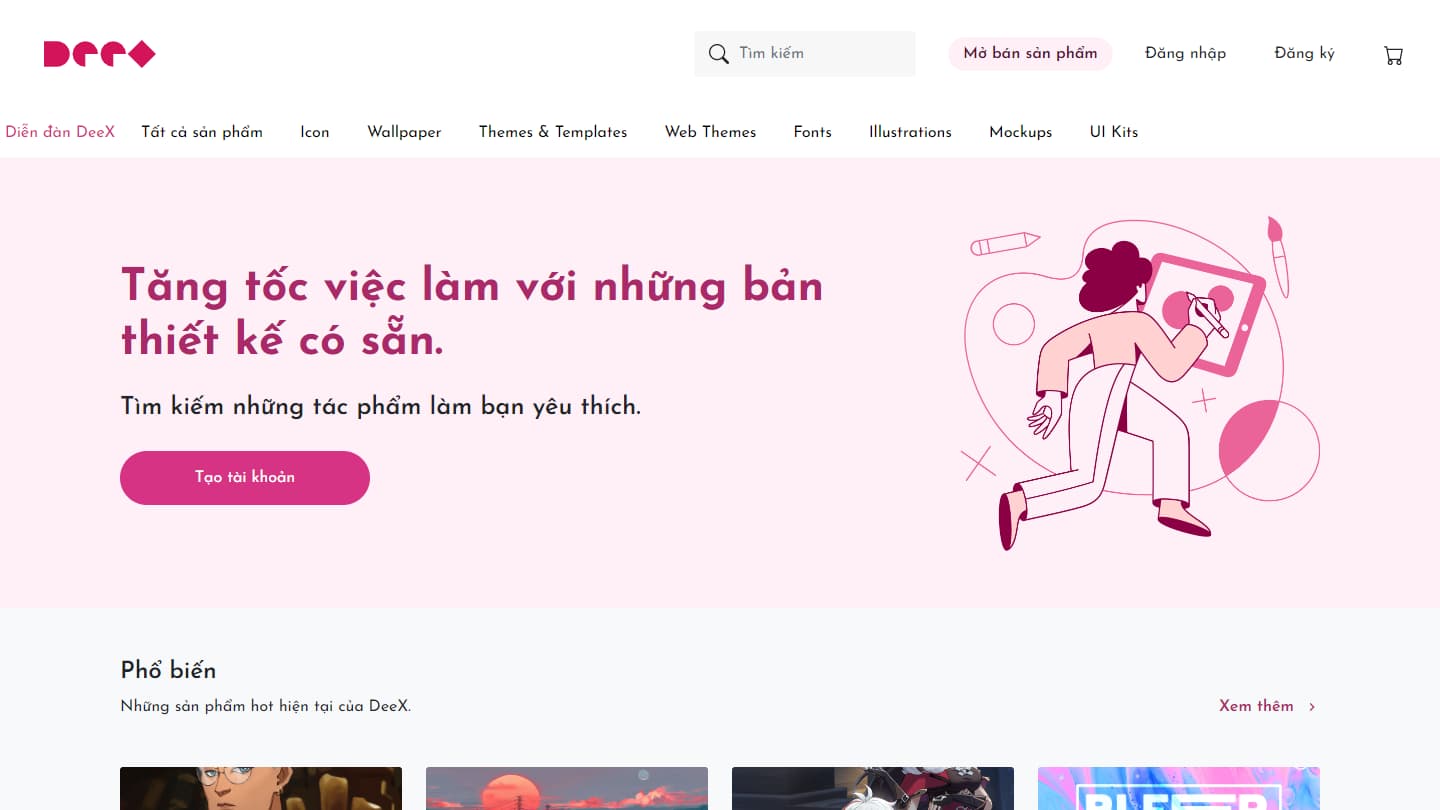 DeeX
Tìm kiếm
Mở bán sản phẩm
Đăng nhập
Đăng ký
Diễn đàn DeeX
Tất cả sản phẩm
Icon
Wallpaper
Themes & Templates
Web Themes
Fonts
Illustrations
Mockups
UI Kits
Tăng tốc việc làm với những bản
thiết kế có sẵn.
Tìm kiếm những tác phẩm làm bạn yêu thích.
Tạo tài khoản
Phổ biến
Những sản phẩm hot hiện tại của DeeX.
Xem thêm